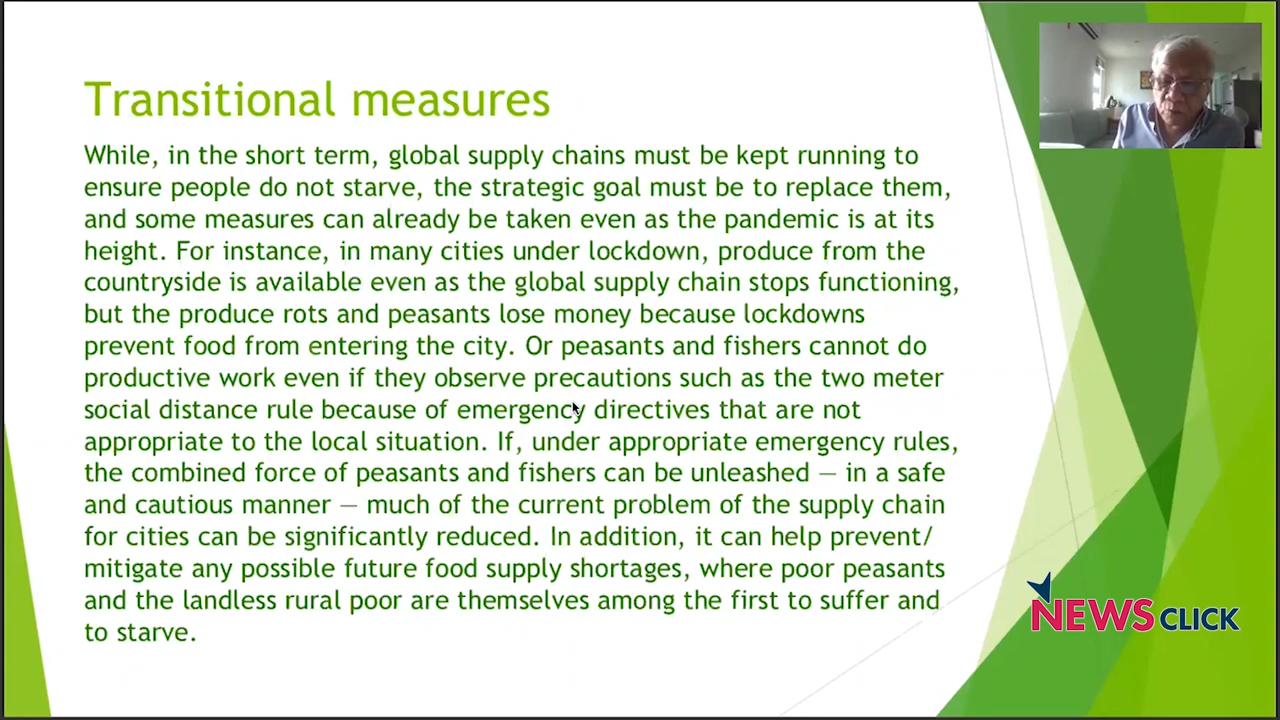 Transitional measures
While, in the short term, global supply chains must be kept running to
ensure people do not starve, the strategic goal must be to replace them,
and some measures can already be taken even as the pandemic is at its
height. For instance, in many cities under lockdown, produce from the
countryside is available even as the global supply chain stops functioning,
but the produce rots and peasants lose money because lockdowns
prevent food from entering the city. Or peasants and fishers cannot do
productive work even if they observe precautions such as the two meter
social distance rule because of emergency directives that are not
appropriate to the local situation. If, under appropriate emergency rules,
the combined force of peasants and fishers can be unleashed — in a safe
and cautious manner — much of the current problem of the supply chain
for cities can be significantly reduced. In addition, it can help prevent/
mitigate any possible future food supply shortages, where poor peasants
and the landless rural poor are themselves among the first to suffer and
to starve.
NEWSCLICK